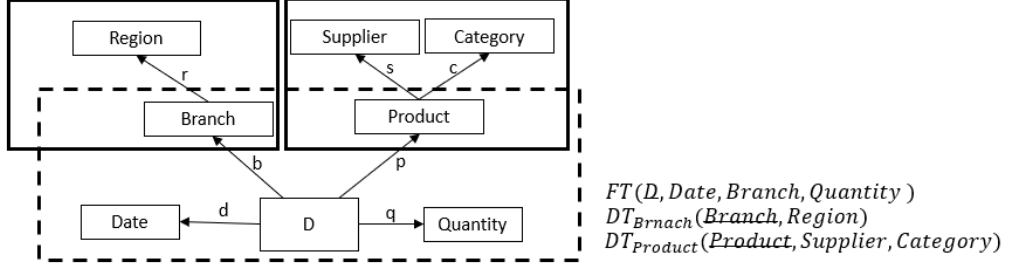 Region
Supplier
Category
r
s
c
Branch
Product
b
p
Date
d
D
q
Quantity
FT(D, Date, Branch, Quantity )
DT_Brnach(Branch, Region)
DT_Product(Product, Supplier, Category)